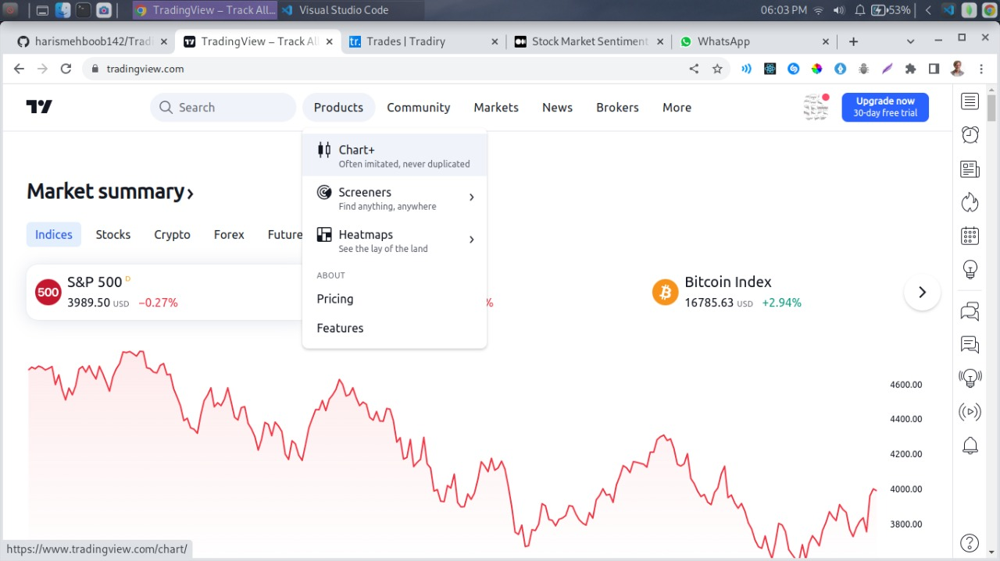 TradingView – Track All
Visual Studio Code
06:03 PM
53%
harismehboob142/Tradi
TradingView – Track All
tr.
Trades | Tradiry
Stock Market Sentiment
WhatsApp
tradingview.com
Search
Products
Community
Markets
News
Brokers
More
Upgrade now
30-day free trial
Chart+
Often imitated, never duplicated
Screeners
Find anything, anywhere
Heatmaps
See the lay of the land
ABOUT
Pricing
Features
Market summary
Indices
Stocks
Crypto
Forex
Future
500
S&P 500 D
3989.50 USD −0.27%
%
Bitcoin Index
16785.63 USD +2.94%
4600.00
4400.00
4200.00
4000.00
3800.00
https://www.tradingview.com/chart/